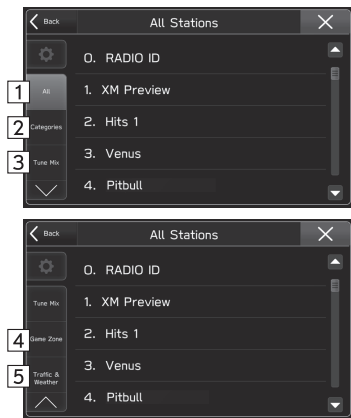 Back
All Stations
0. RADIO ID
1
All
1. XM Preview
2
Categories
2. Hits 1
3
Tune Mix
3. Venus
4. Pitbull
Back
All Stations
0. RADIO ID
Tune Mix
1. XM Preview
4
Game Zone
2. Hits 1
5
Traffic &
Weather
3. Venus
4. Pitbull